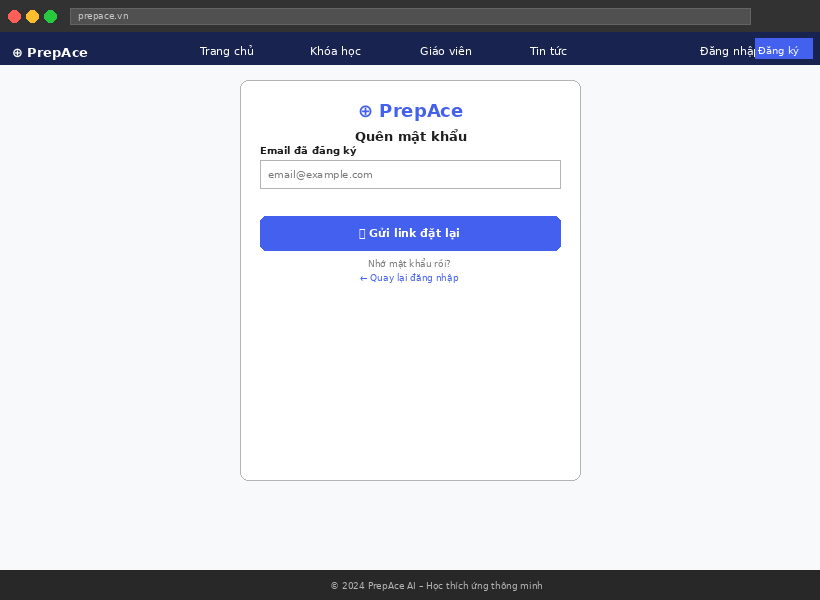 prepace.vn
⊕ PrepAce Trang chủ Khóa học Giáo viên Tin tức Đăng nhập Đăng ký
⊕ PrepAce
Quên mật khẩu
Email đã đăng ký
email@example.com
Gửi link đặt lại
Nhớ mật khẩu rồi?
← Quay lại đăng nhập
© 2024 PrepAce AI – Học thích ứng thông minh